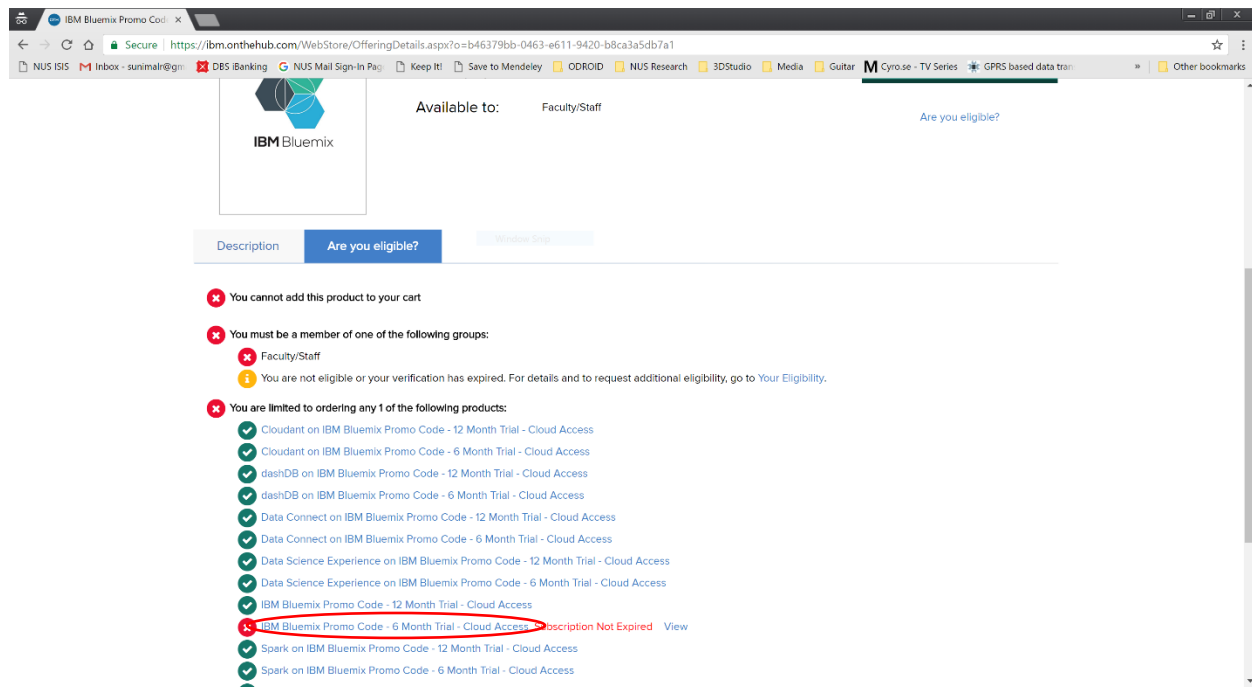 IBM Bluemix Promo Cod
Secure https://ibm.onthehub.com/WebStore/OfferingDetails.aspx?o=b46379bb-0463-e611-9420-b8ca3a5db7a1
NUS ISIS Inbox - sunimalr@gm DBS iBanking NUS Mail Sign-In Pag Keep It! Save to Mendeley ODROID NUS Research 3DStudio Media Guitar Cyro.se - TV Series GPRS based data tran » Other bookmarks
Available to: Faculty/Staff
Are you eligible?
IBM Bluemix
Description Are you eligible?
Window Snip
You cannot add this product to your cart
You must be a member of one of the following groups:
Faculty/Staff
You are not eligible or your verification has expired. For details and to request additional eligibility, go to Your Eligibility.
You are limited to ordering any 1 of the following products:
Cloudant on IBM Bluemix Promo Code - 12 Month Trial - Cloud Access
Cloudant on IBM Bluemix Promo Code - 6 Month Trial - Cloud Access
dashDB on IBM Bluemix Promo Code - 12 Month Trial - Cloud Access
dashDB on IBM Bluemix Promo Code - 6 Month Trial - Cloud Access
Data Connect on IBM Bluemix Promo Code - 12 Month Trial - Cloud Access
Data Connect on IBM Bluemix Promo Code - 6 Month Trial - Cloud Access
Data Science Experience on IBM Bluemix Promo Code - 12 Month Trial - Cloud Access
Data Science Experience on IBM Bluemix Promo Code - 6 Month Trial - Cloud Access
IBM Bluemix Promo Code - 12 Month Trial - Cloud Access
IBM Bluemix Promo Code - 6 Month Trial - Cloud Access Subscription Not Expired View
Spark on IBM Bluemix Promo Code - 12 Month Trial - Cloud Access
Spark on IBM Bluemix Promo Code - 6 Month Trial - Cloud Access